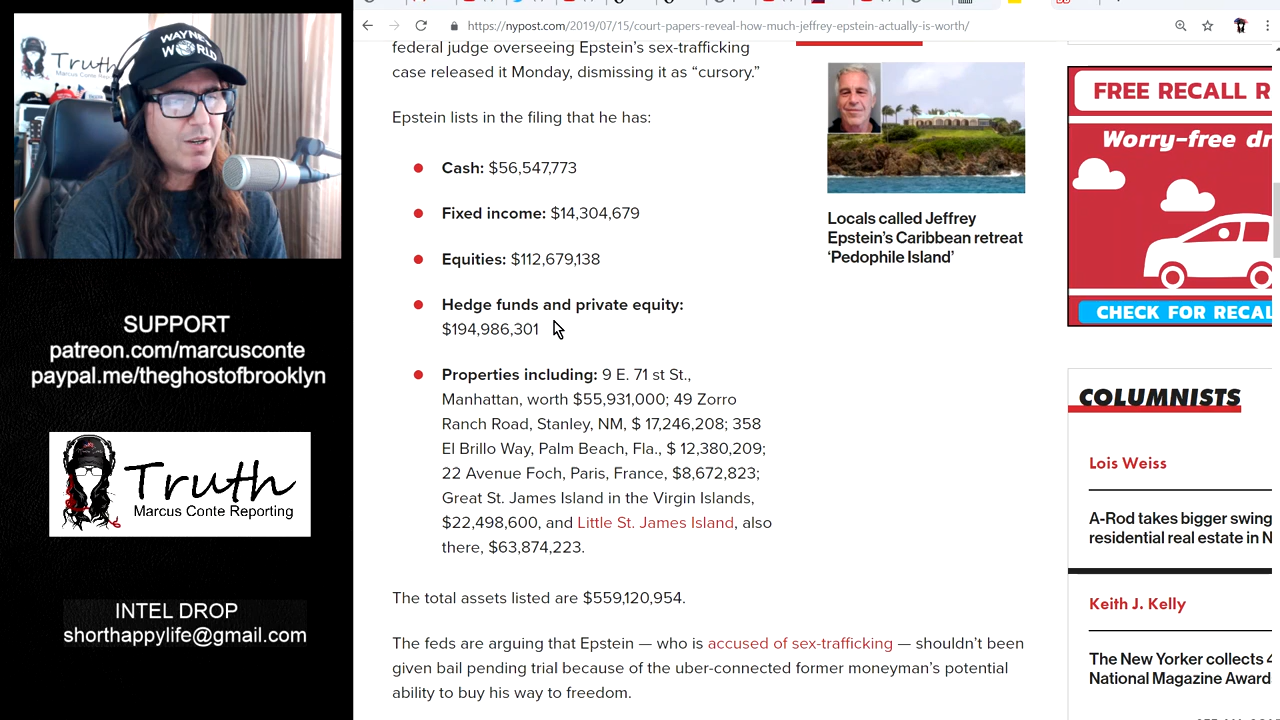 WAYNE'S
WORLD
Truth
Marcus Conte Reporting
SUPPORT
patreon.com/marcusconte
paypal.me/theghostofbrooklyn
Truth
Marcus Conte Reporting
INTEL DROP
shorthappylife@gmail.com
https://nypost.com/2019/07/15/court-papers-reveal-how-much-jeffrey-epstein-actually-is-worth/
federal judge overseeing Epstein’s sex-trafficking
case released it Monday, dismissing it as “cursory.”
Epstein lists in the filing that he has:
Cash: $56,547,773
Fixed income: $14,304,679
Equities: $112,679,138
Hedge funds and private equity:
$194,986,301
Properties including: 9 E. 71 st St.,
Manhattan, worth $55,931,000; 49 Zorro
Ranch Road, Stanley, NM, $ 17,246,208; 358
El Brillo Way, Palm Beach, Fla., $ 12,380,209;
22 Avenue Foch, Paris, France, $8,672,823;
Great St. James Island in the Virgin Islands,
$22,498,600, and Little St. James Island, also
there, $63,874,223.
The total assets listed are $559,120,954.
The feds are arguing that Epstein — who is accused of sex-trafficking — shouldn’t been
given bail pending trial because of the uber-connected former moneyman’s potential
ability to buy his way to freedom.
Locals called Jeffrey
Epstein’s Caribbean retreat
‘Pedophile Island’
FREE RECALL R
Worry-free dr
CHECK FOR RECAL
COLUMNISTS
Lois Weiss
A-Rod takes bigger swing
residential real estate in N
Keith J. Kelly
The New Yorker collects 4
National Magazine Award